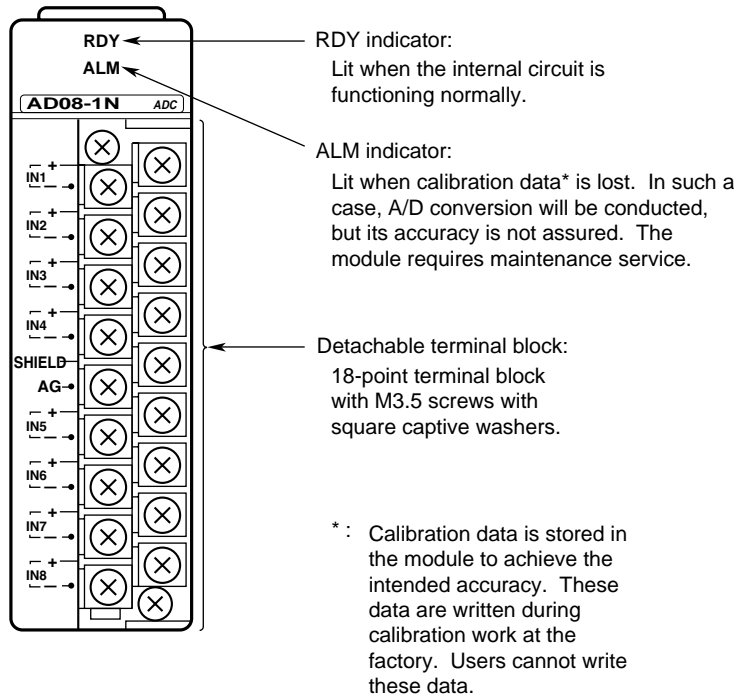 RDY
ALM
AD08-1N ADC
+
IN1
−
+
IN2
−
+
IN3
−
+
IN4
−
SHIELD
AG
+
IN5
−
+
IN6
−
+
IN7
−
+
IN8
−
RDY indicator:
Lit when the internal circuit is
functioning normally.
ALM indicator:
Lit when calibration data* is lost. In such a
case, A/D conversion will be conducted,
but its accuracy is not assured. The
module requires maintenance service.
Detachable terminal block:
18-point terminal block
with M3.5 screws with
square captive washers.
* : Calibration data is stored in
the module to achieve the
intended accuracy. These
data are written during
calibration work at the
factory. Users cannot write
these data.